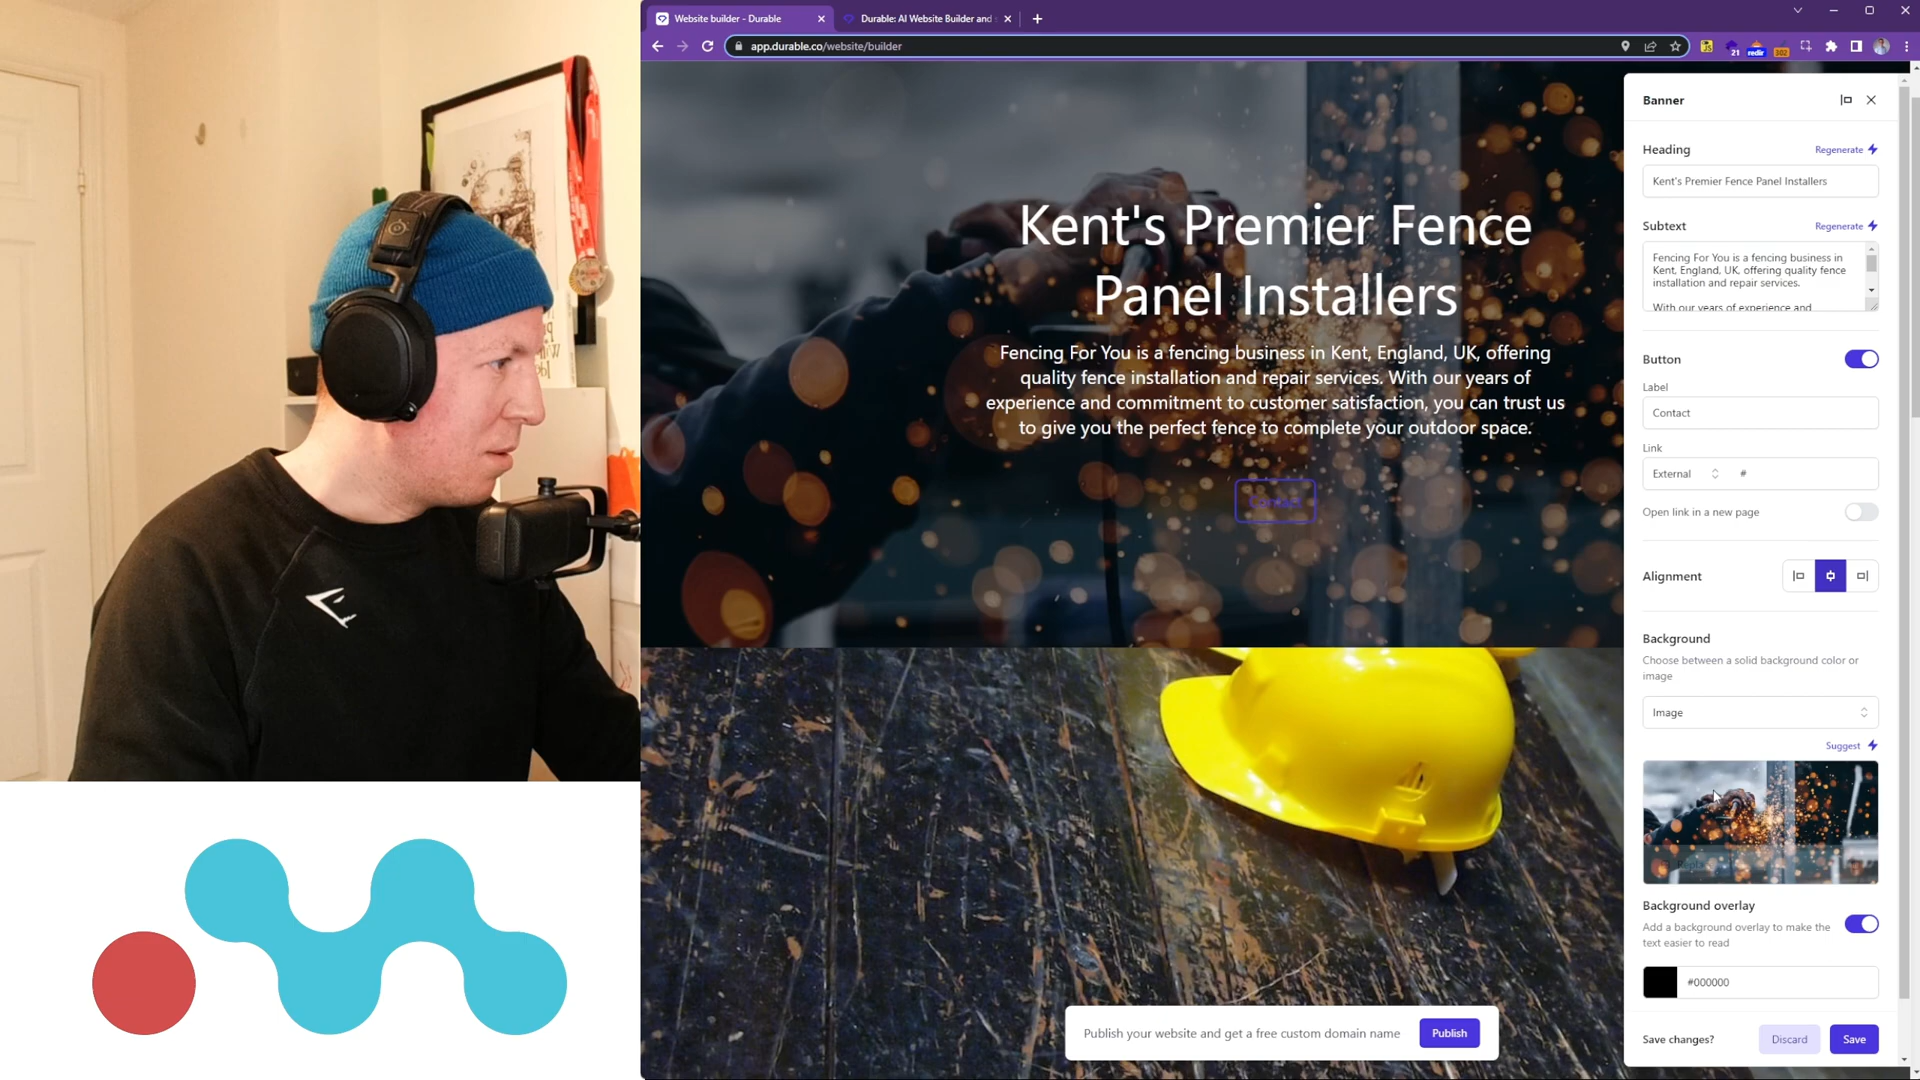 Website builder - Durable
Durable: AI Website Builder and
app.durable.co/website/builder
21
redir
302
Kent's Premier Fence
Panel Installers
Fencing For You is a fencing business in Kent, England, UK, offering
quality fence installation and repair services. With our years of
experience and commitment to customer satisfaction, you can trust us
to give you the perfect fence to complete your outdoor space.
Contact
Publish your website and get a free custom domain name
Publish
Banner
Heading
Regenerate
Kent's Premier Fence Panel Installers
Subtext
Regenerate
Fencing For You is a fencing business in
Kent, England, UK, offering quality fence
installation and repair services.
With our years of experience and
Button
Label
Contact
Link
External
#
Open link in a new page
Alignment
Background
Choose between a solid background color or
image
Image
Suggest
Background overlay
Add a background overlay to make the
text easier to read
#000000
Save changes?
Discard
Save